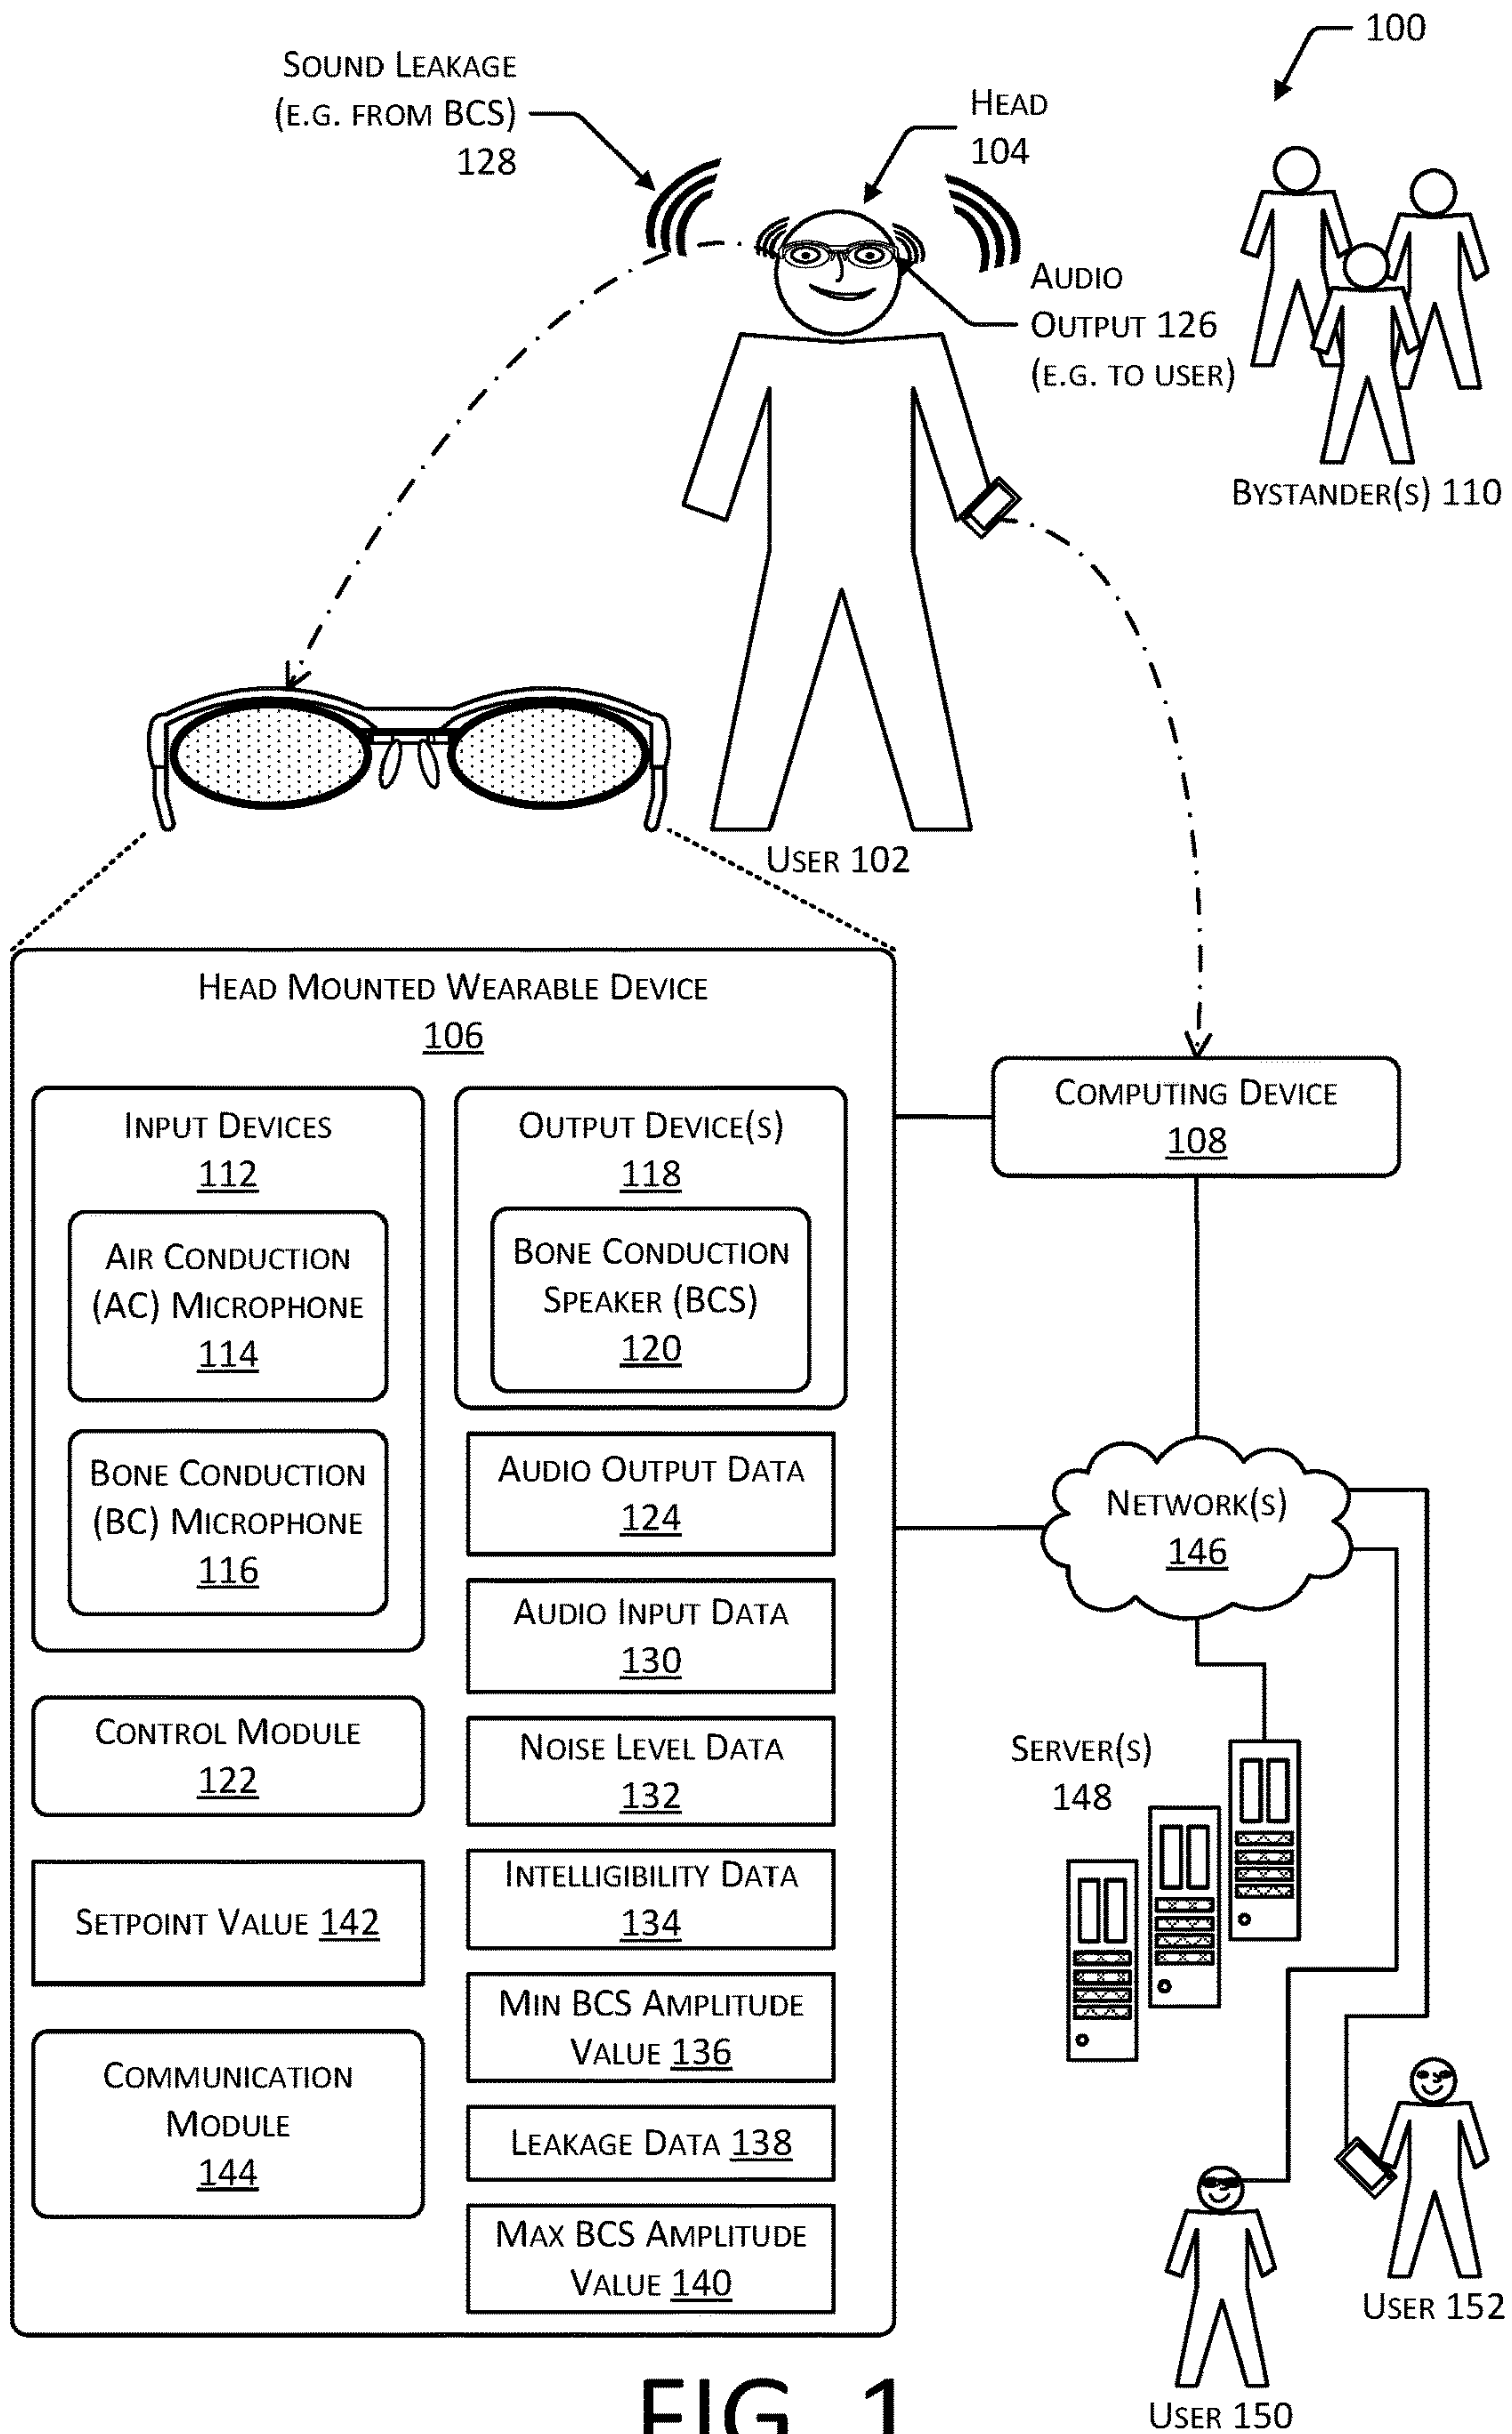 100
Sound Leakage
(e.g. from BCS)
128
Head
104
Audio
Output 126
(e.g. to user)
Bystander(s) 110
User 102
Head Mounted Wearable Device
106
Input Devices
112
Air Conduction
(AC) Microphone
114
Bone Conduction
(BC) Microphone
116
Control Module
122
Setpoint Value 142
Communication
Module
144
Output Device(s)
118
Bone Conduction
Speaker (BCS)
120
Audio Output Data
124
Audio Input Data
130
Noise Level Data
132
Intelligibility Data
134
Min BCS Amplitude
Value 136
Leakage Data 138
Max BCS Amplitude
Value 140
Computing Device
108
Network(s)
146
Server(s)
148
User 152
User 150
FIG. 1